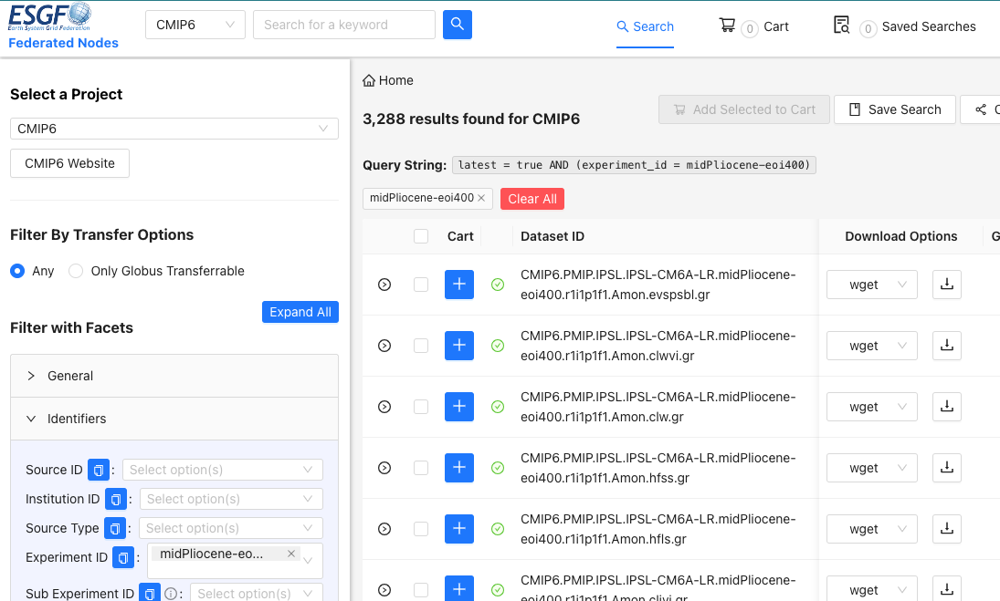 ESGF
Earth System Grid Federation
Federated Nodes
CMIP6
Search for a keyword
Search
0 Cart
0 Saved Searches
Select a Project
CMIP6
CMIP6 Website
Filter By Transfer Options
Any
Only Globus Transferrable
Expand All
Filter with Facets
General
Identifiers
Source ID :
Select option(s)
Institution ID :
Select option(s)
Source Type :
Select option(s)
Experiment ID :
midPliocene-eo...
Sub Experiment ID :
Select option(s)
Home
3,288 results found for CMIP6
Add Selected to Cart
Save Search
Query String: latest = true AND (experiment_id = midPliocene-eoi400)
midPliocene-eoi400
Clear All
Cart
Dataset ID
Download Options
CMIP6.PMIP.IPSL.IPSL-CM6A-LR.midPliocene-
eoi400.r1i1p1f1.Amon.evspsbl.gr
wget
CMIP6.PMIP.IPSL.IPSL-CM6A-LR.midPliocene-
eoi400.r1i1p1f1.Amon.clwvi.gr
wget
CMIP6.PMIP.IPSL.IPSL-CM6A-LR.midPliocene-
eoi400.r1i1p1f1.Amon.clw.gr
wget
CMIP6.PMIP.IPSL.IPSL-CM6A-LR.midPliocene-
eoi400.r1i1p1f1.Amon.hfss.gr
wget
CMIP6.PMIP.IPSL.IPSL-CM6A-LR.midPliocene-
eoi400.r1i1p1f1.Amon.hfls.gr
wget
CMIP6.PMIP.IPSL.IPSL-CM6A-LR.midPliocene-
eoi400.r1i1p1f1.Amon.clivi.gr
wget